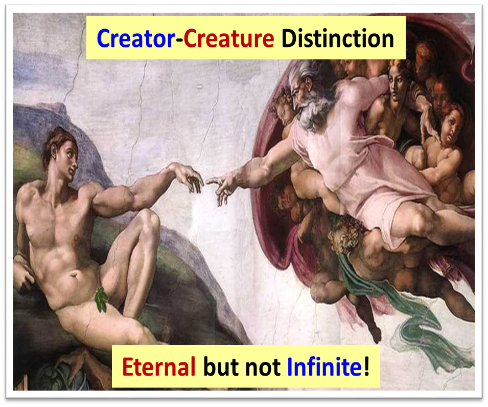 Creator-Creature Distinction
Eternal but not Infinite!